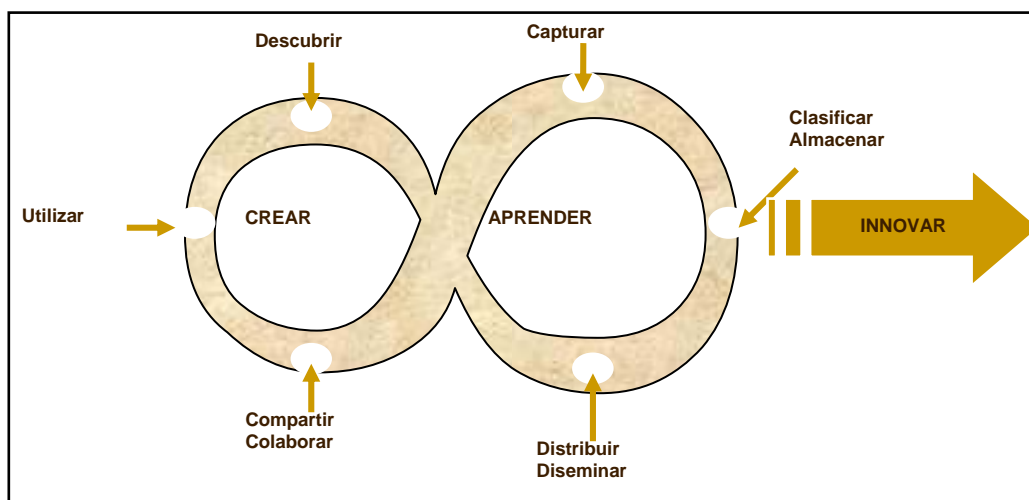 Descubrir
Capturar
Clasificar
Almacenar
Utilizar
CREAR
APRENDER
INNOVAR
Compartir
Colaborar
Distribuir
Diseminar